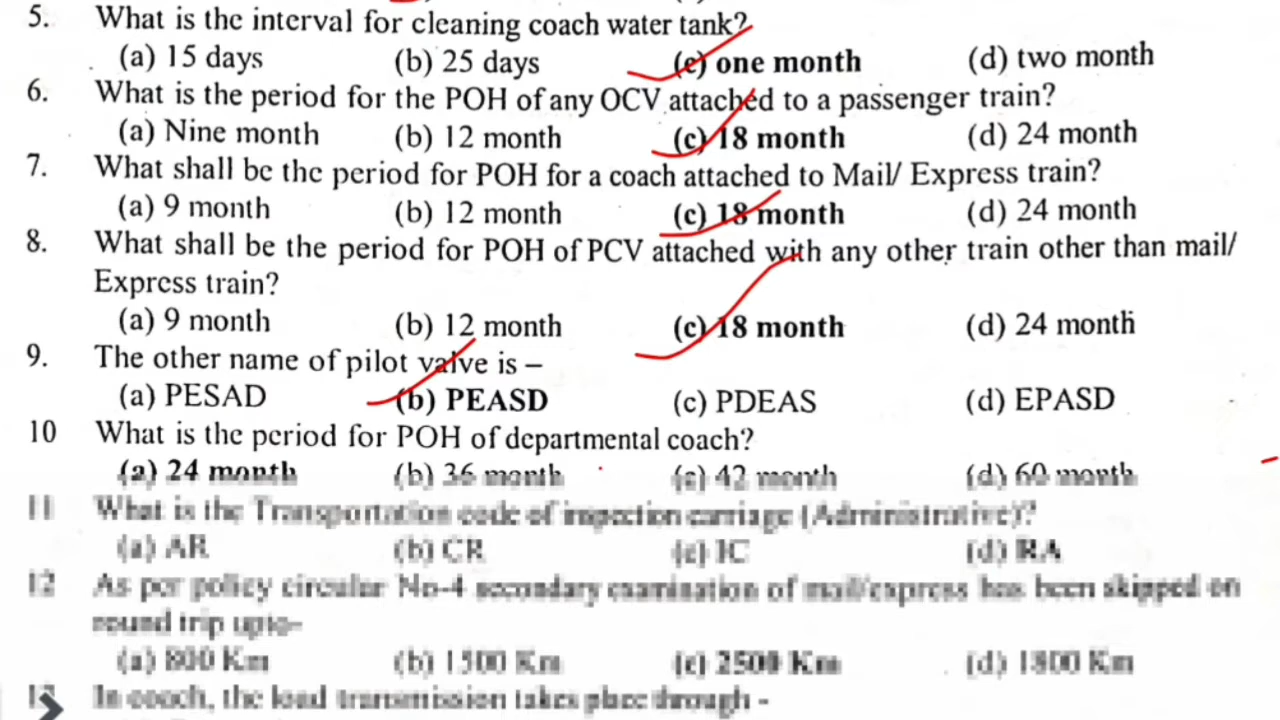 5. What is the interval for cleaning coach water tank?
(a) 15 days (b) 25 days (c) one month (d) two month
6. What is the period for the POH of any OCV attached to a passenger train?
(a) Nine month (b) 12 month (c) 18 month (d) 24 month
7. What shall be the period for POH for a coach attached to Mail/ Express train?
(a) 9 month (b) 12 month (c) 18 month (d) 24 month
8. What shall be the period for POH of PCV attached with any other train other than mail/
Express train?
(a) 9 month (b) 12 month (c) 18 month (d) 24 month
9. The other name of pilot valve is –
(a) PESAD (b) PEASD (c) PDEAS (d) EPASD
10 What is the period for POH of departmental coach?
(a) 24 month (b) 36 month (c) 42 month (d) 60 month
11 What is the Transportation code of inspection carriage (Administrative)?
(a) AR (b) CR (c) IC (d) RA
12 As per policy circular No-4 secondary examination of mail/express has been skipped on
round trip upto-
(a) 800 Km (b) 1500 Km (c) 2500 Km (d) 1800 Km
13 In coach, the load transmission takes place through -